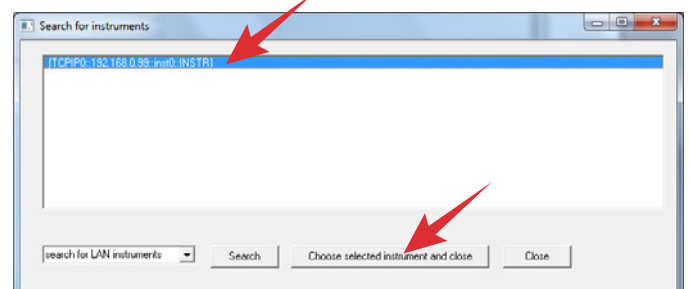 Search for instruments
[TCPIP0::192.168.0.99::inst0::INSTR]
search for LAN instruments Search Choose selected instrument and close Close